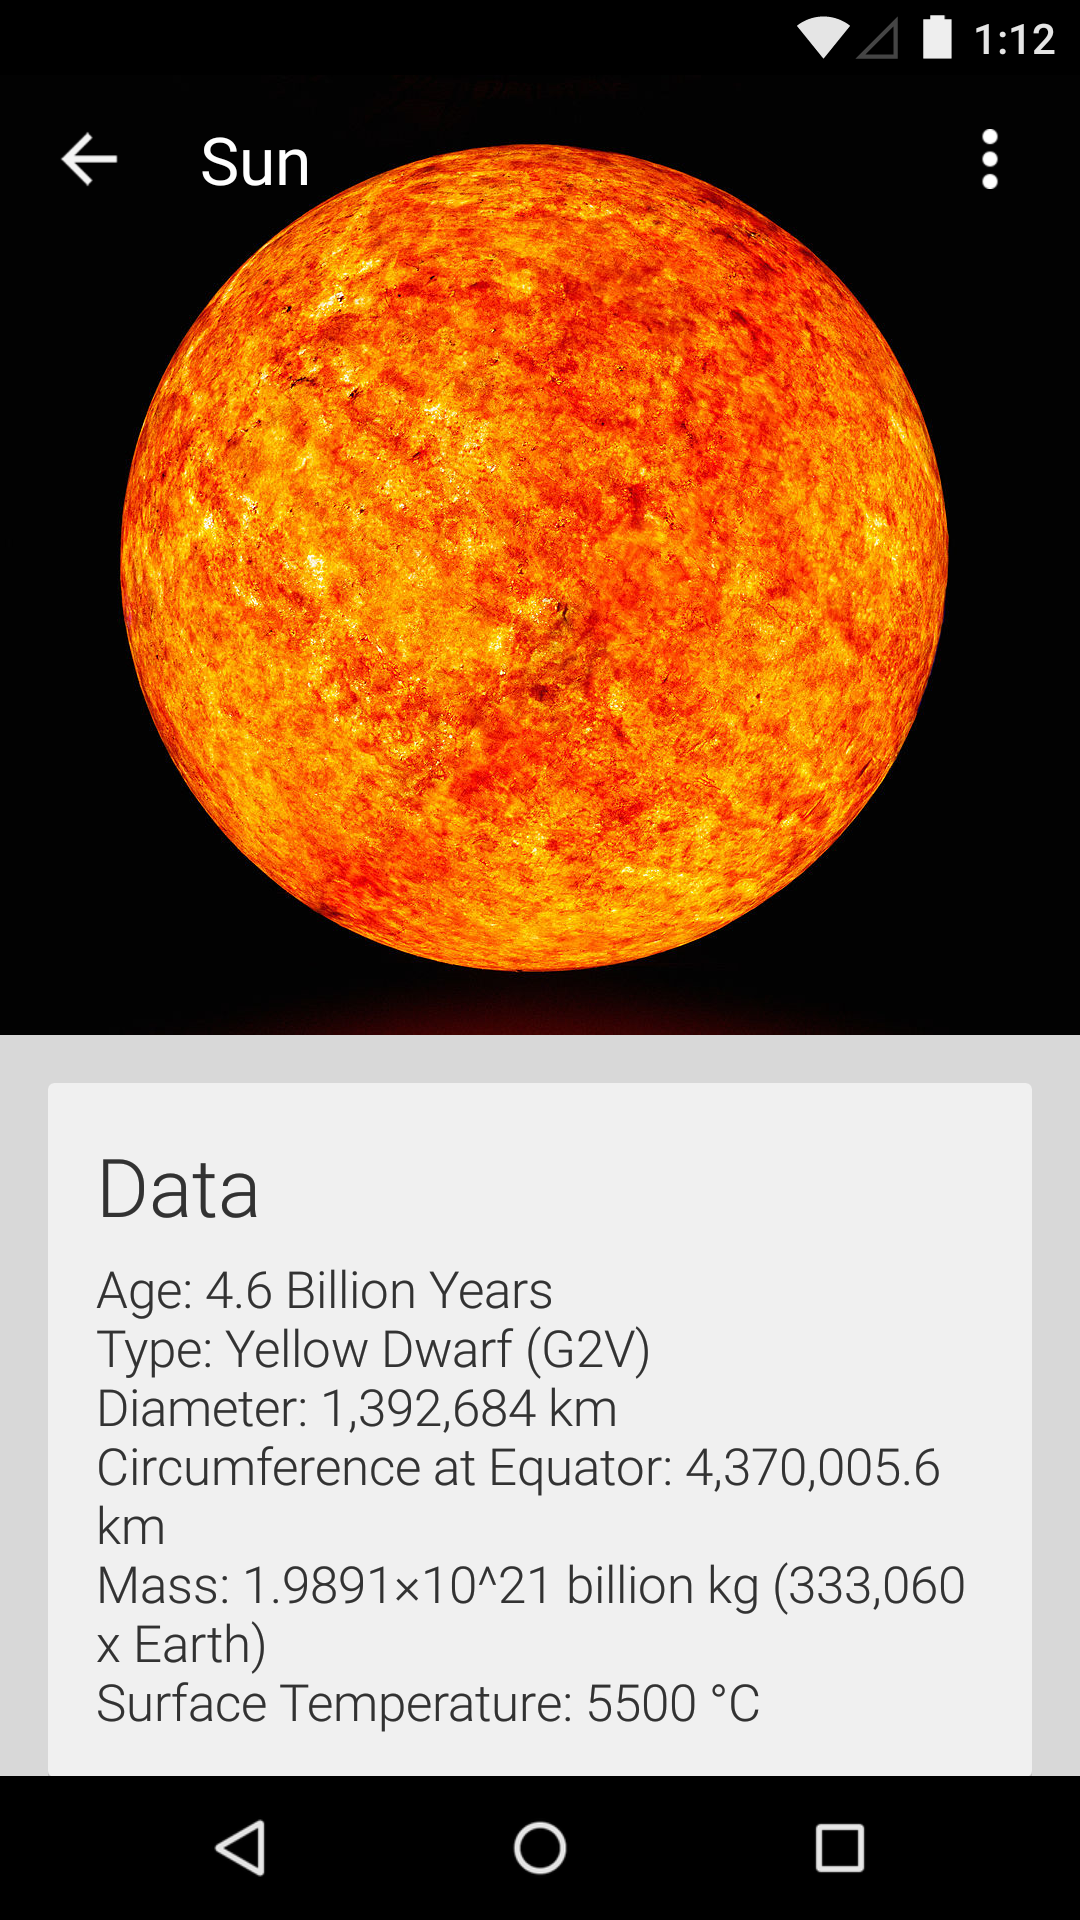 1:12
Sun
Data
Age: 4.6 Billion Years
Type: Yellow Dwarf (G2V)
Diameter: 1,392,684 km
Circumference at Equator: 4,370,005.6
km
Mass: 1.9891×10^21 billion kg (333,060
x Earth)
Surface Temperature: 5500 °C